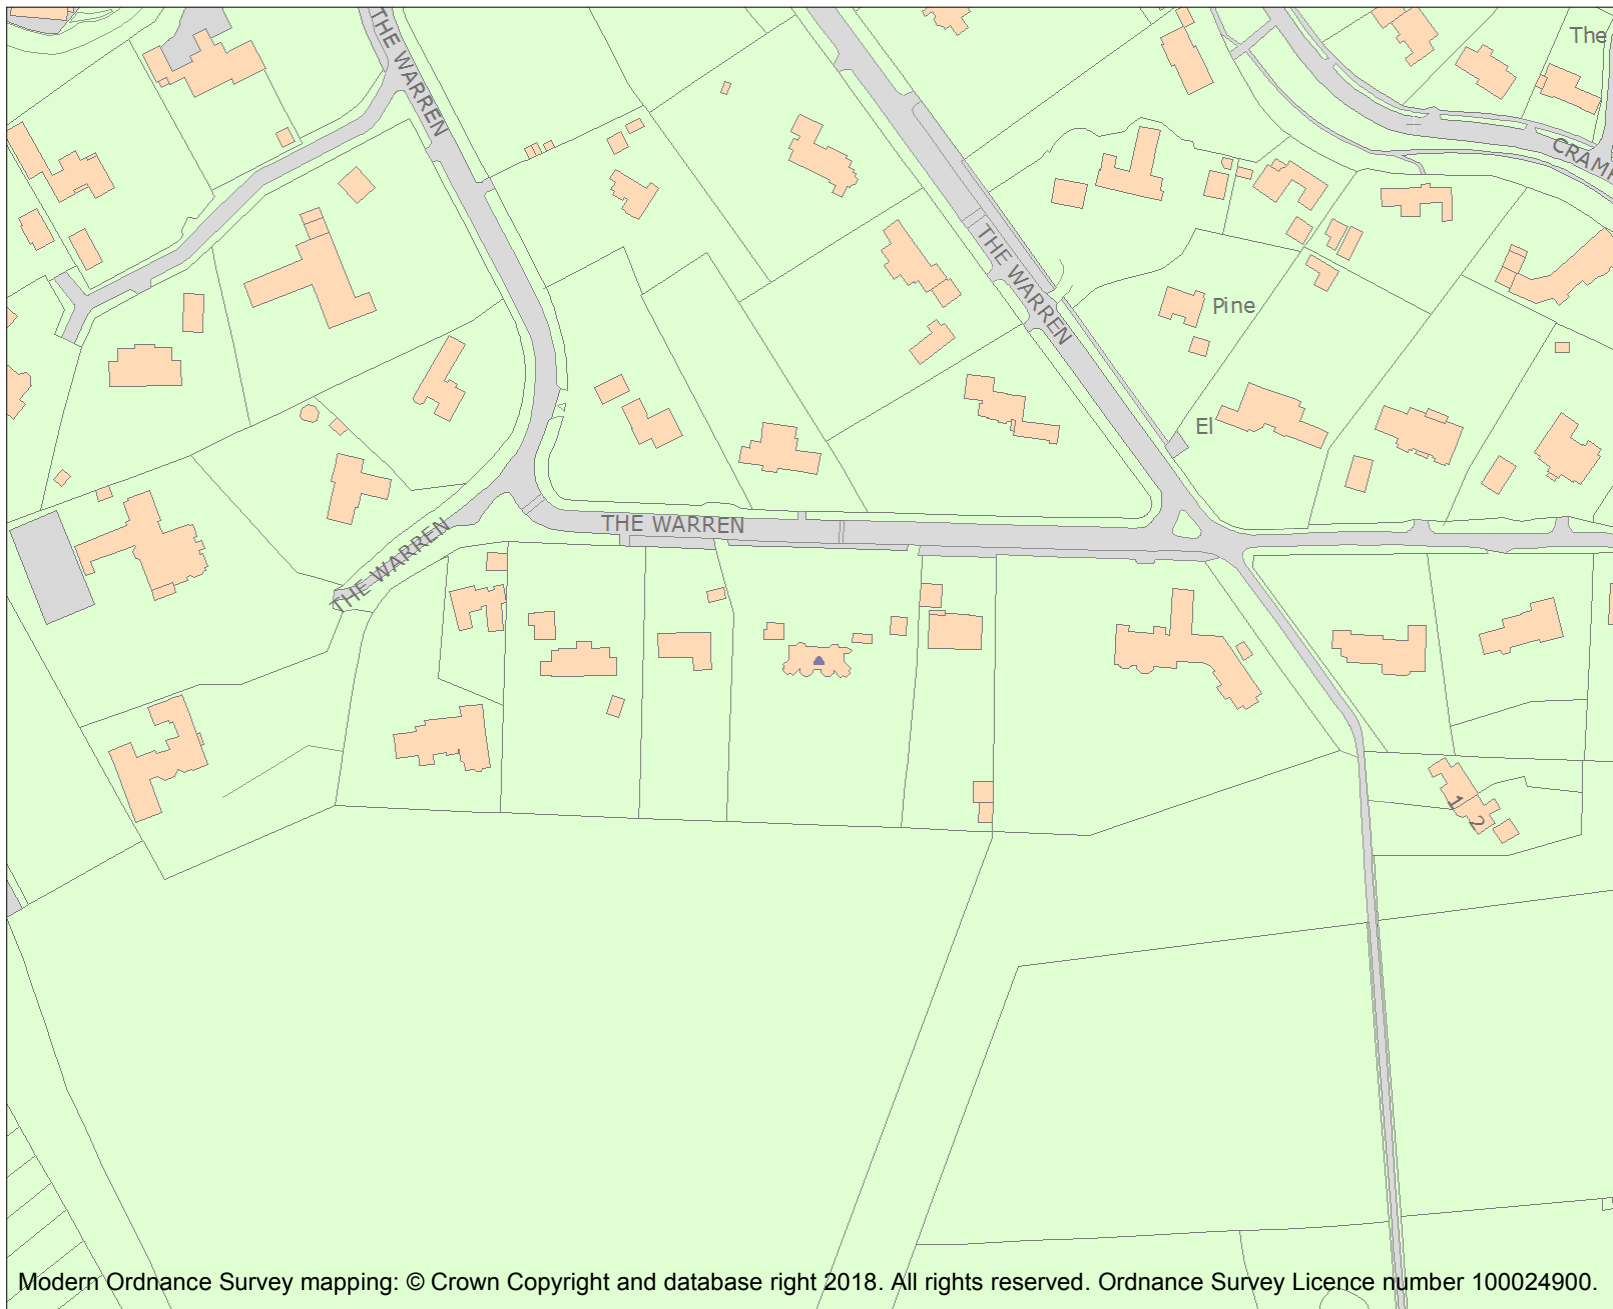 THE WARREN
The
CRAMP
THE WARREN
Pine
El
THE WARREN
THE WARREN
1
2
Modern Ordnance Survey mapping: © Crown Copyright and database right 2018. All rights reserved. Ordnance Survey Licence number 100024900.